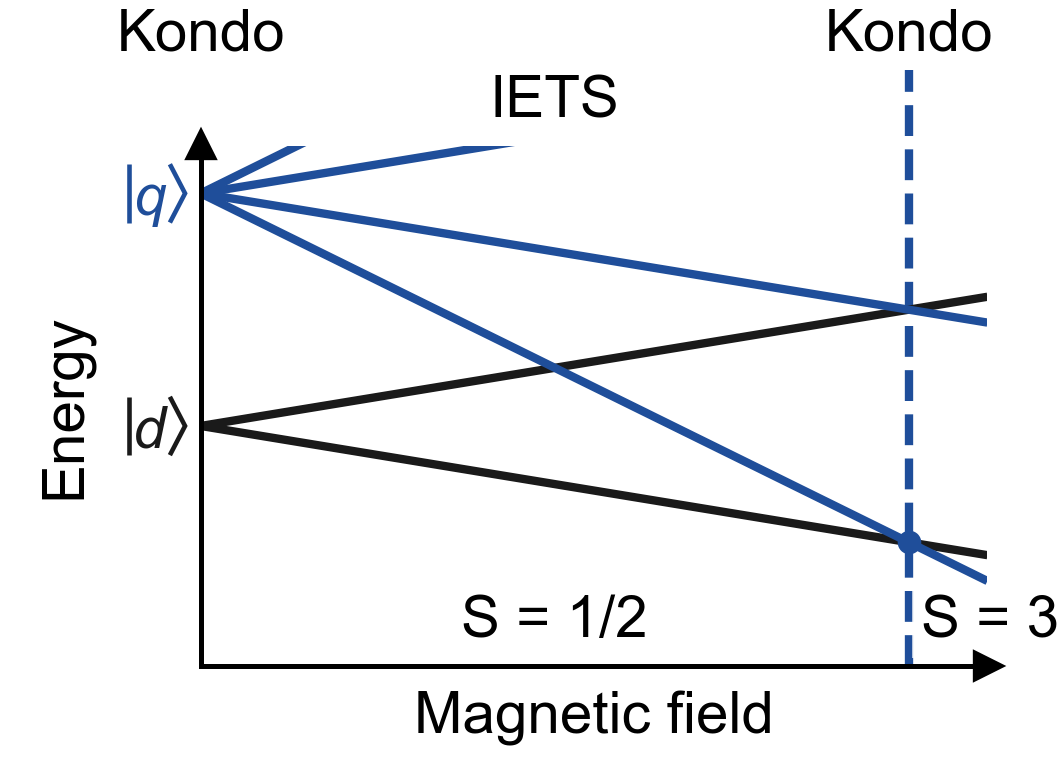 Kondo
Kondo
IETS
|q⟩
|d⟩
Energy
S = 1/2
S = 3
Magnetic field